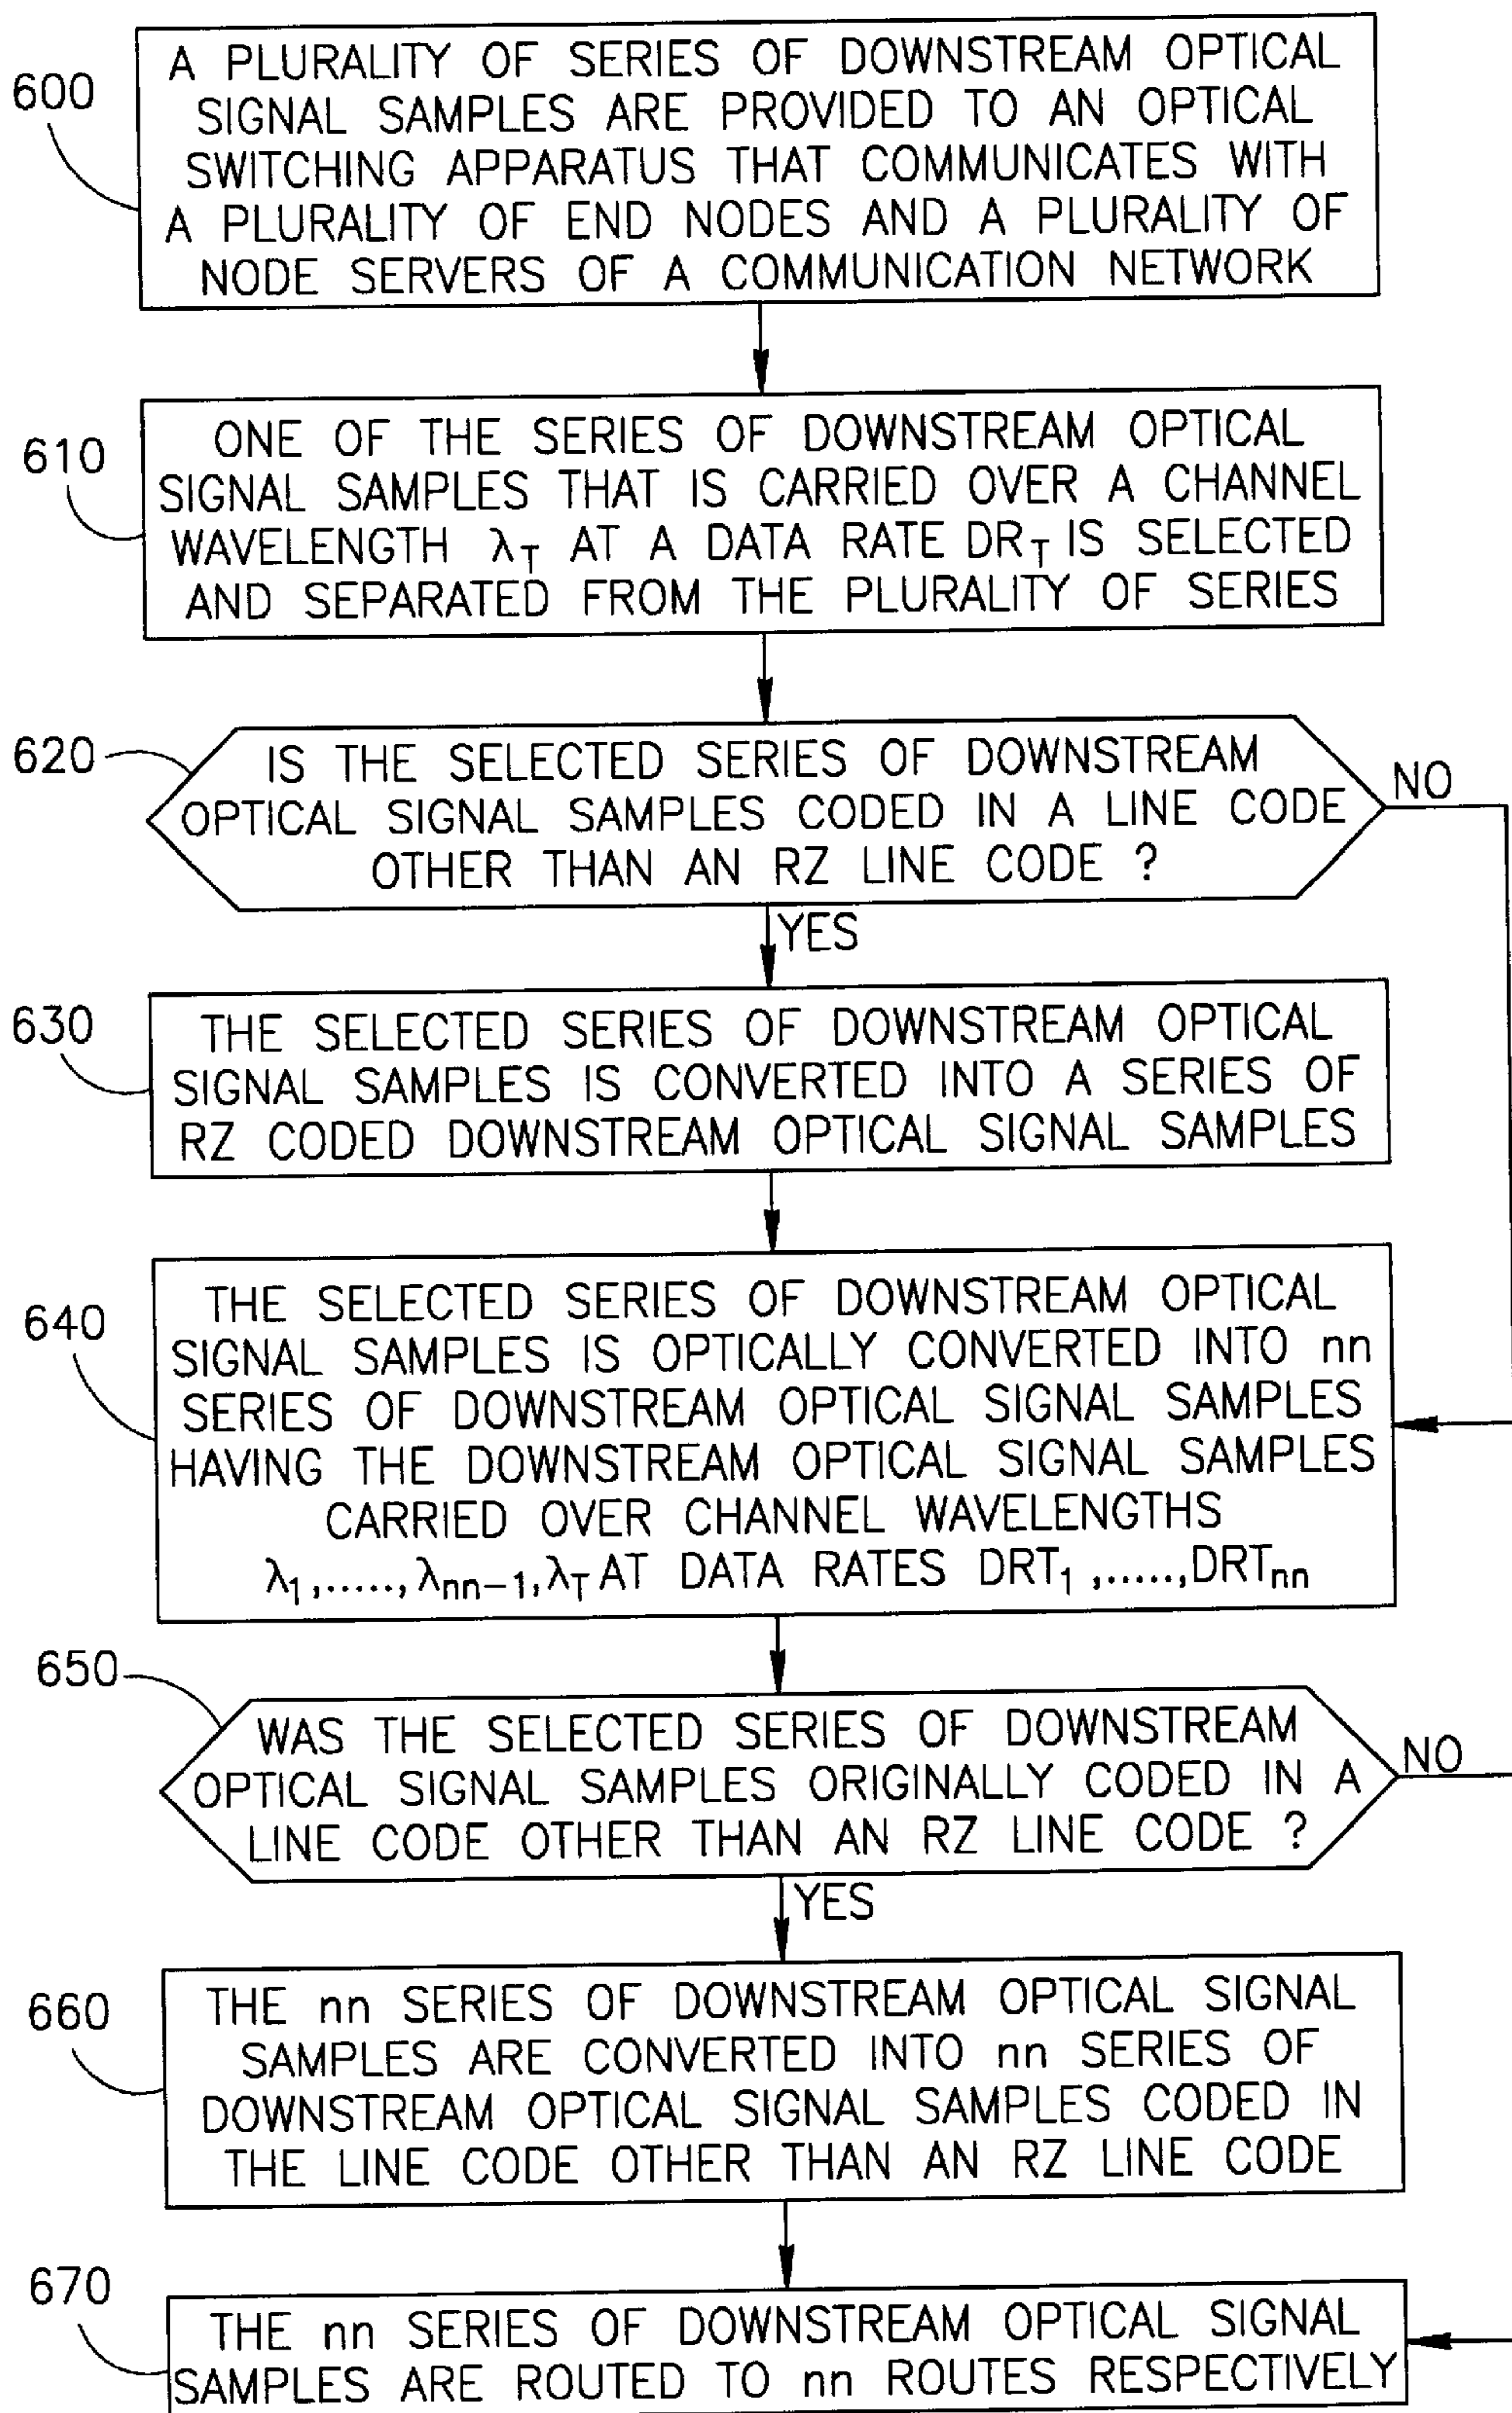 600
A PLURALITY OF SERIES OF DOWNSTREAM OPTICAL
SIGNAL SAMPLES ARE PROVIDED TO AN OPTICAL
SWITCHING APPARATUS THAT COMMUNICATES WITH
A PLURALITY OF END NODES AND A PLURALITY OF
NODE SERVERS OF A COMMUNICATION NETWORK
610
ONE OF THE SERIES OF DOWNSTREAM OPTICAL
SIGNAL SAMPLES THAT IS CARRIED OVER A CHANNEL
WAVELENGTH λT AT A DATA RATE DRT IS SELECTED
AND SEPARATED FROM THE PLURALITY OF SERIES
620
IS THE SELECTED SERIES OF DOWNSTREAM
OPTICAL SIGNAL SAMPLES CODED IN A LINE CODE
OTHER THAN AN RZ LINE CODE ?
NO
YES
630
THE SELECTED SERIES OF DOWNSTREAM OPTICAL
SIGNAL SAMPLES IS CONVERTED INTO A SERIES OF
RZ CODED DOWNSTREAM OPTICAL SIGNAL SAMPLES
640
THE SELECTED SERIES OF DOWNSTREAM OPTICAL
SIGNAL SAMPLES IS OPTICALLY CONVERTED INTO nn
SERIES OF DOWNSTREAM OPTICAL SIGNAL SAMPLES
HAVING THE DOWNSTREAM OPTICAL SIGNAL SAMPLES
CARRIED OVER CHANNEL WAVELENGTHS
λ1,.....,λnn-1,λT AT DATA RATES DRT1,.....,DRTnn
650
WAS THE SELECTED SERIES OF DOWNSTREAM
OPTICAL SIGNAL SAMPLES ORIGINALLY CODED IN A
LINE CODE OTHER THAN AN RZ LINE CODE ?
NO
YES
660
THE nn SERIES OF DOWNSTREAM OPTICAL SIGNAL
SAMPLES ARE CONVERTED INTO nn SERIES OF
DOWNSTREAM OPTICAL SIGNAL SAMPLES CODED IN
THE LINE CODE OTHER THAN AN RZ LINE CODE
670
THE nn SERIES OF DOWNSTREAM OPTICAL SIGNAL
SAMPLES ARE ROUTED TO nn ROUTES RESPECTIVELY